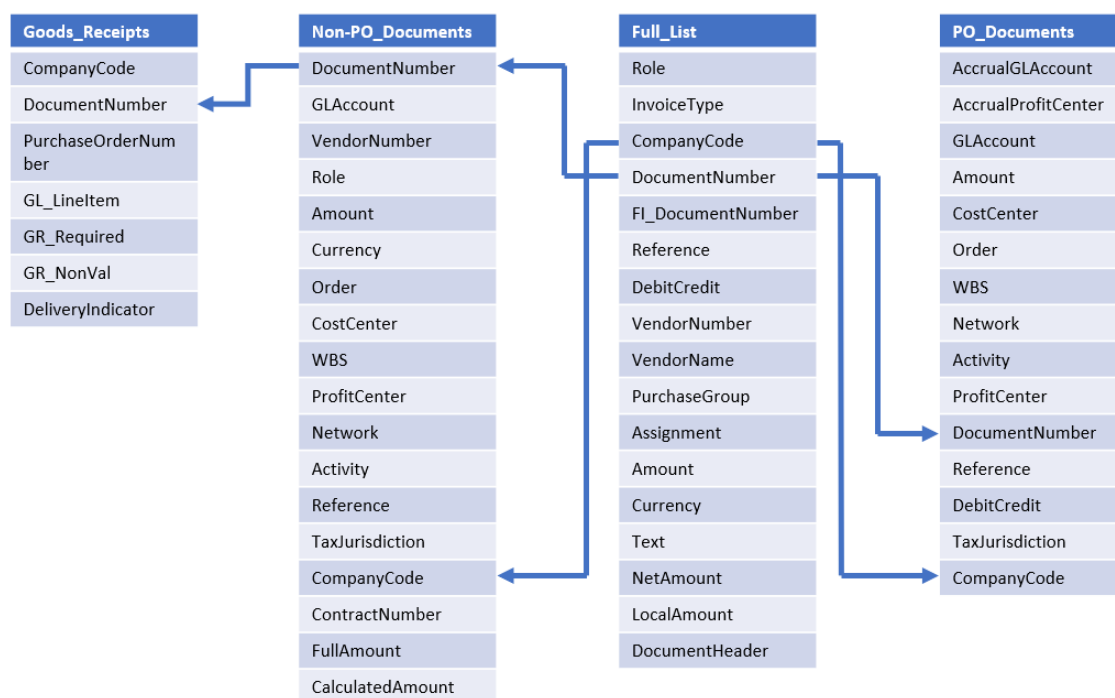 Goods_Receipts
CompanyCode
DocumentNumber
PurchaseOrderNum
ber
GL_LineItem
GR_Required
GR_NonVal
DeliveryIndicator
Non-PO_Documents
DocumentNumber
GLAccount
VendorNumber
Role
Amount
Currency
Order
CostCenter
WBS
ProfitCenter
Network
Activity
Reference
TaxJurisdiction
CompanyCode
ContractNumber
FullAmount
CalculatedAmount
Full_List
Role
InvoiceType
CompanyCode
DocumentNumber
FI_DocumentNumber
Reference
DebitCredit
VendorNumber
VendorName
PurchaseGroup
Assignment
Amount
Currency
Text
NetAmount
LocalAmount
DocumentHeader
PO_Documents
AccrualGLAccount
AccrualProfitCenter
GLAccount
Amount
CostCenter
Order
WBS
Network
Activity
ProfitCenter
DocumentNumber
Reference
DebitCredit
TaxJurisdiction
CompanyCode